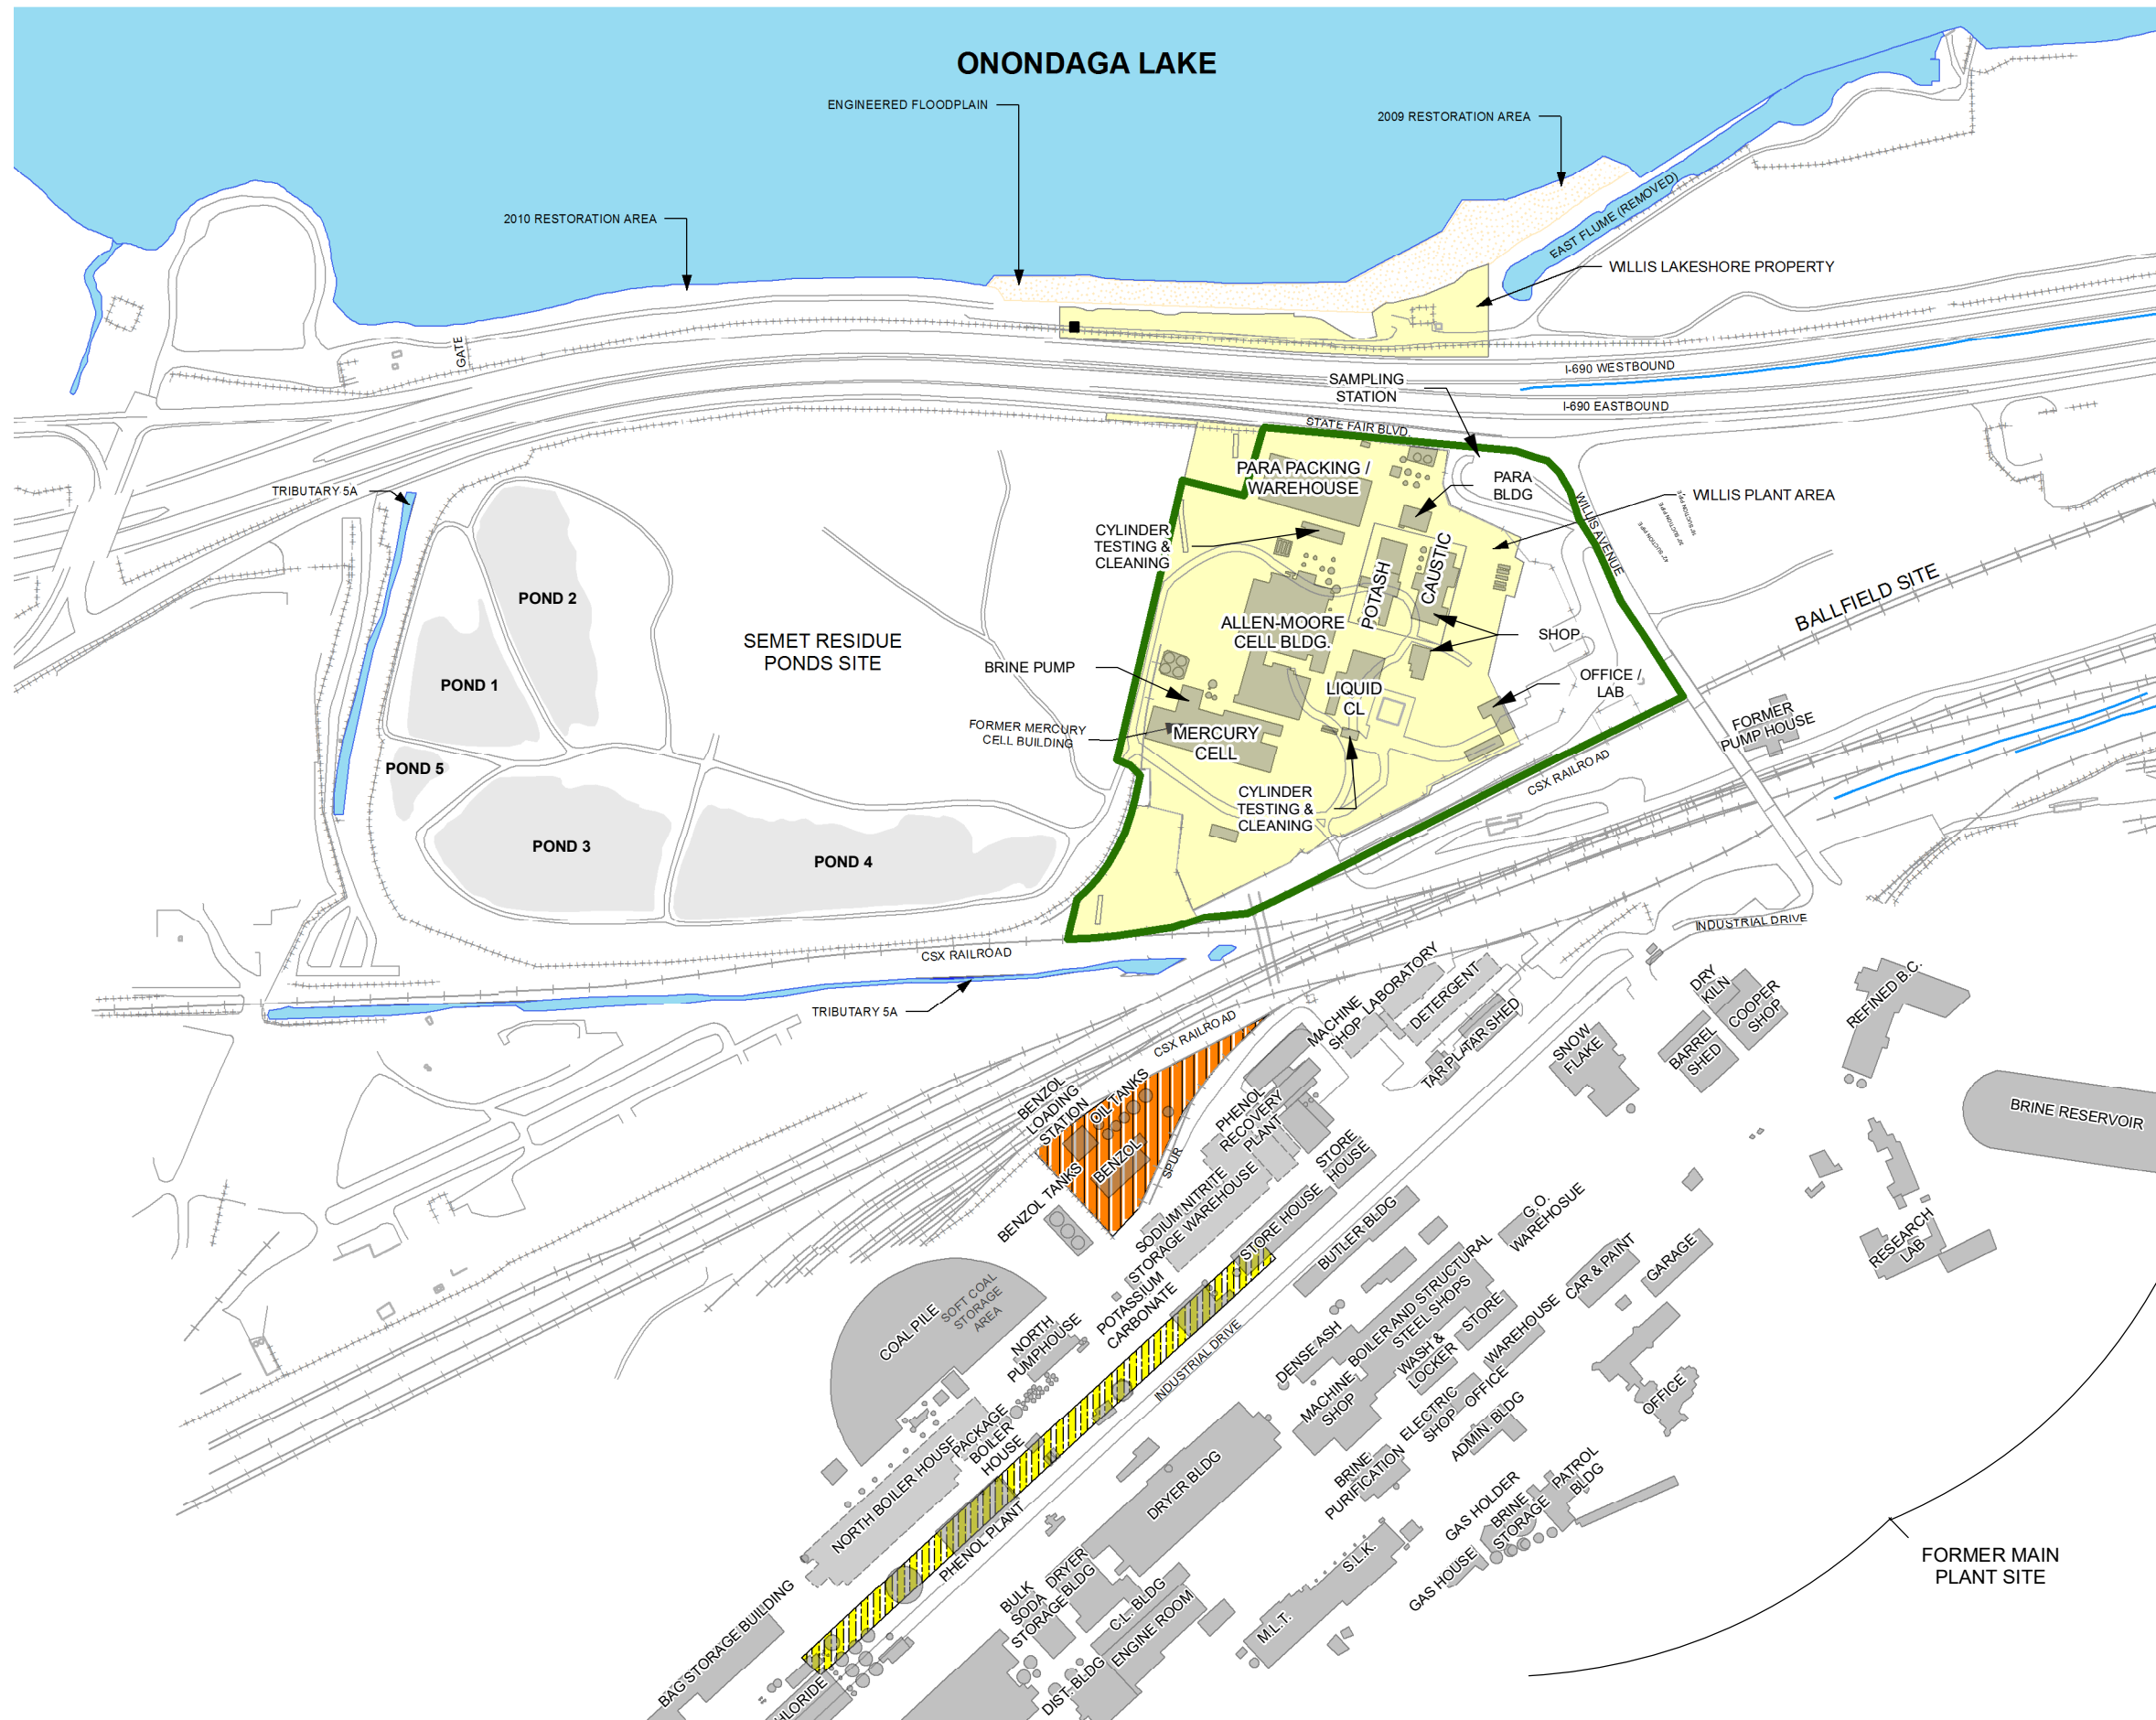 ONONDAGA LAKE
ENGINEERED FLOODPLAIN
2009 RESTORATION AREA
2010 RESTORATION AREA
EAST FLUME (REMOVED)
WILLIS LAKESHORE PROPERTY
GATE
I-690 WESTBOUND
SAMPLING
STATION
I-690 EASTBOUND
STATE FAIR BLVD.
TRIBUTARY 5A
PARA PACKING /
WAREHOUSE
PARA
BLDG
WILLIS AVENUE
WILLIS PLANT AREA
42" SUCTION PIPE
CYLINDER
TESTING &
CLEANING
POTASH
CAUSTIC
BALLFIELD SITE
POND 2
POND 1
SEMET RESIDUE
PONDS SITE
ALLEN-MOORE
CELL BLDG.
SHOP
BRINE PUMP
LIQUID
CL
OFFICE /
LAB
FORMER MERCURY
CELL BUILDING
MERCURY
CELL
FORMER
PUMP HOUSE
POND 5
CSX RAILROAD
CYLINDER
TESTING &
CLEANING
POND 3
POND 4
INDUSTRIAL DRIVE
CSX RAILROAD
TRIBUTARY 5A
CSX RAILROAD
MACHINE
SHOP
LABORATORY
DETERGENT
TAR PLA
TAR SHED
DRY
KILN
COOPER
SHOP
BARREL
SHED
SNOW
FLAKE
REFINED B.C.
BRINE RESERVOIR
BENZOL
LOADING
STATION
OIL TANKS
BENZOL
BENZOL TANKS
SPUR
PHENOL
RECOVERY
PLANT
STORE
HOUSE
SODIUM NITRITE
STORAGE WAREHOUSE
STORE HOUSE
POTASSIUM
CARBONATE
BUTLER BLDG
G.O.
WAREHOSUE
RESEARCH
LAB
CAR & PAINT
GARAGE
COAL PILE
SOFT COAL
STORAGE
AREA
NORTH
PUMPHOUSE
INDUSTRIAL DRIVE
DENSE ASH
BOILER AND STRUCTURAL
STEEL SHOPS
STORE
WASH &
LOCKER
WAREHOUSE
MACHINE
SHOP
ELECTRIC
SHOP
OFFICE
ADMIN. BLDG
OFFICE
PACKAGE
BOILER
HOUSE
NORTH BOILER HOUSE
PHENOL PLANT
DRYER BLDG
BRINE
PURIFICATION
GAS HOLDER
BRINE
STORAGE
PATROL
BLDG
GAS HOUSE
S.L.K.
M.L.T.
FORMER MAIN
PLANT SITE
BULK
SODA
STORAGE
DRYER
BLDG
C.L. BLDG
ENGINE ROOM
DIST. BLDG
BAG STORAGE BUILDING
HLORIDE